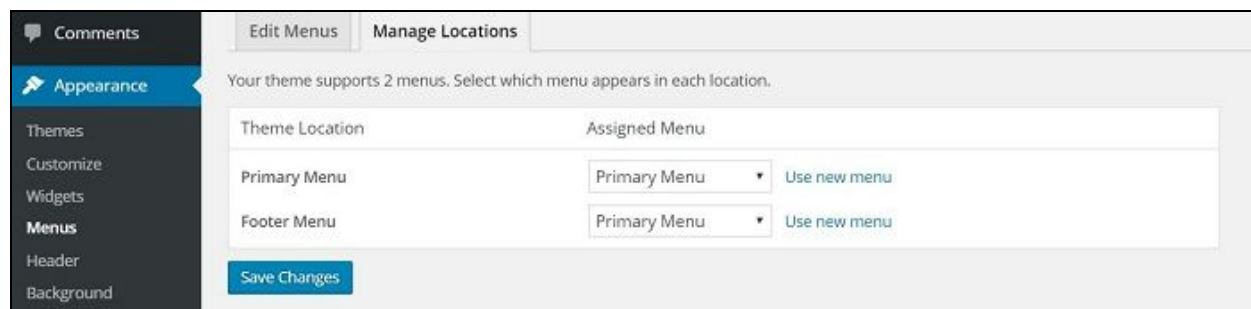 Comments
Appearance
Themes
Customize
Widgets
Menus
Header
Background
Edit Menus Manage Locations
Your theme supports 2 menus. Select which menu appears in each location.
Theme Location Assigned Menu
Primary Menu Primary Menu Use new menu
Footer Menu Primary Menu Use new menu
Save Changes